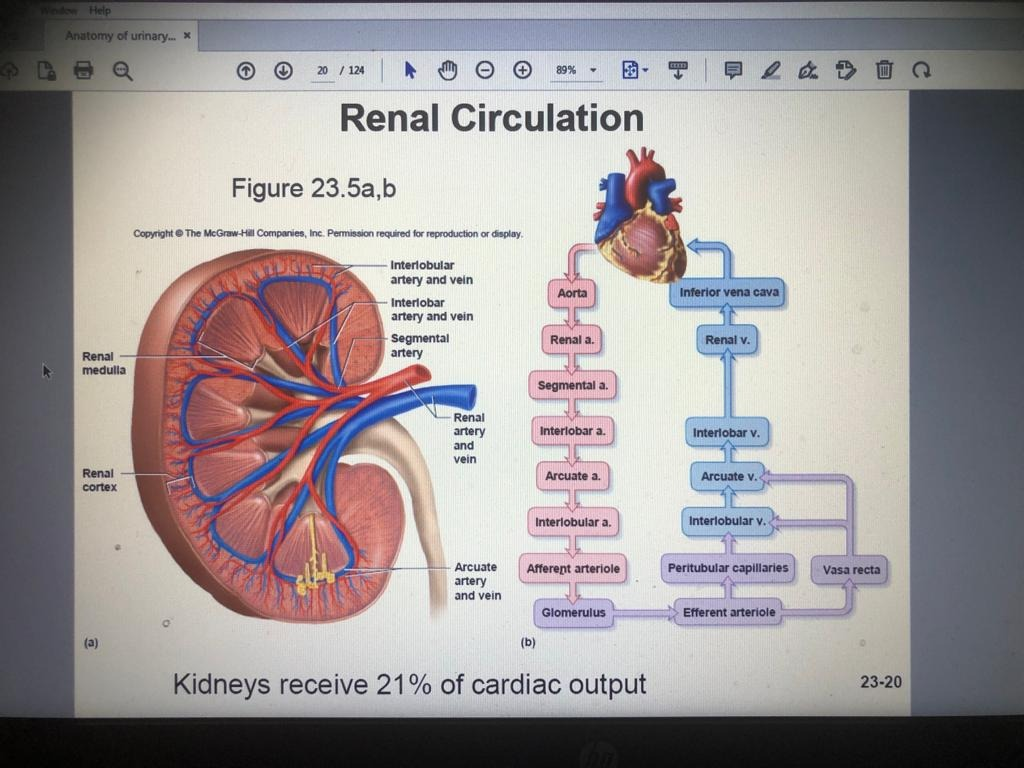 Window Help
Anatomy of urinary... ×
20 / 124
89%
Renal Circulation
Figure 23.5a,b
Copyright © The McGraw-Hill Companies, Inc. Permission required for reproduction or display.
Interlobular
artery and vein
Interlobar
artery and vein
Segmental
artery
Renal
medulla
Renal
artery
and
vein
Renal
cortex
Arcuate
artery
and vein
(a)
Aorta
Renal a.
Segmental a.
Interlobar a.
Arcuate a.
Interlobular a.
Afferent arteriole
Glomerulus
Efferent arteriole
Peritubular capillaries
Vasa recta
Interlobular v.
Arcuate v.
Interlobar v.
Renal v.
Inferior vena cava
(b)
Kidneys receive 21% of cardiac output
23-20
hp